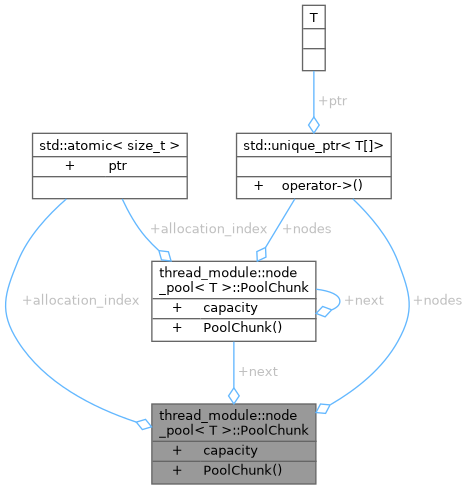 T
+ptr
std::atomic< size_t >
+ ptr
std::unique_ptr< T[]>
+ operator->()
+allocation_index
+nodes
thread_module::node
_pool< T >::PoolChunk
+ capacity
+ PoolChunk()
+next
+allocation_index
+nodes
+next
thread_module::node
_pool< T >::PoolChunk
+ capacity
+ PoolChunk()